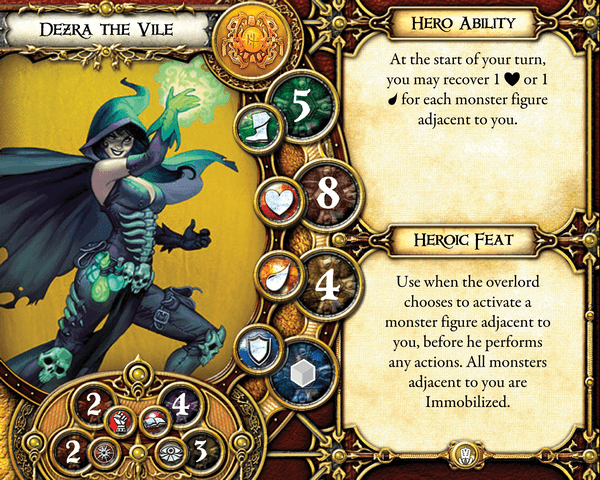 Dezra the Vile
5
8
4
2
4
2
3
Hero Ability
At the start of your turn,
you may recover 1 or 1
for each monster figure
adjacent to you.
Heroic Feat
Use when the overlord
chooses to activate a
monster figure adjacent to
you, before he performs
any actions. All monsters
adjacent to you are
Immobilized.